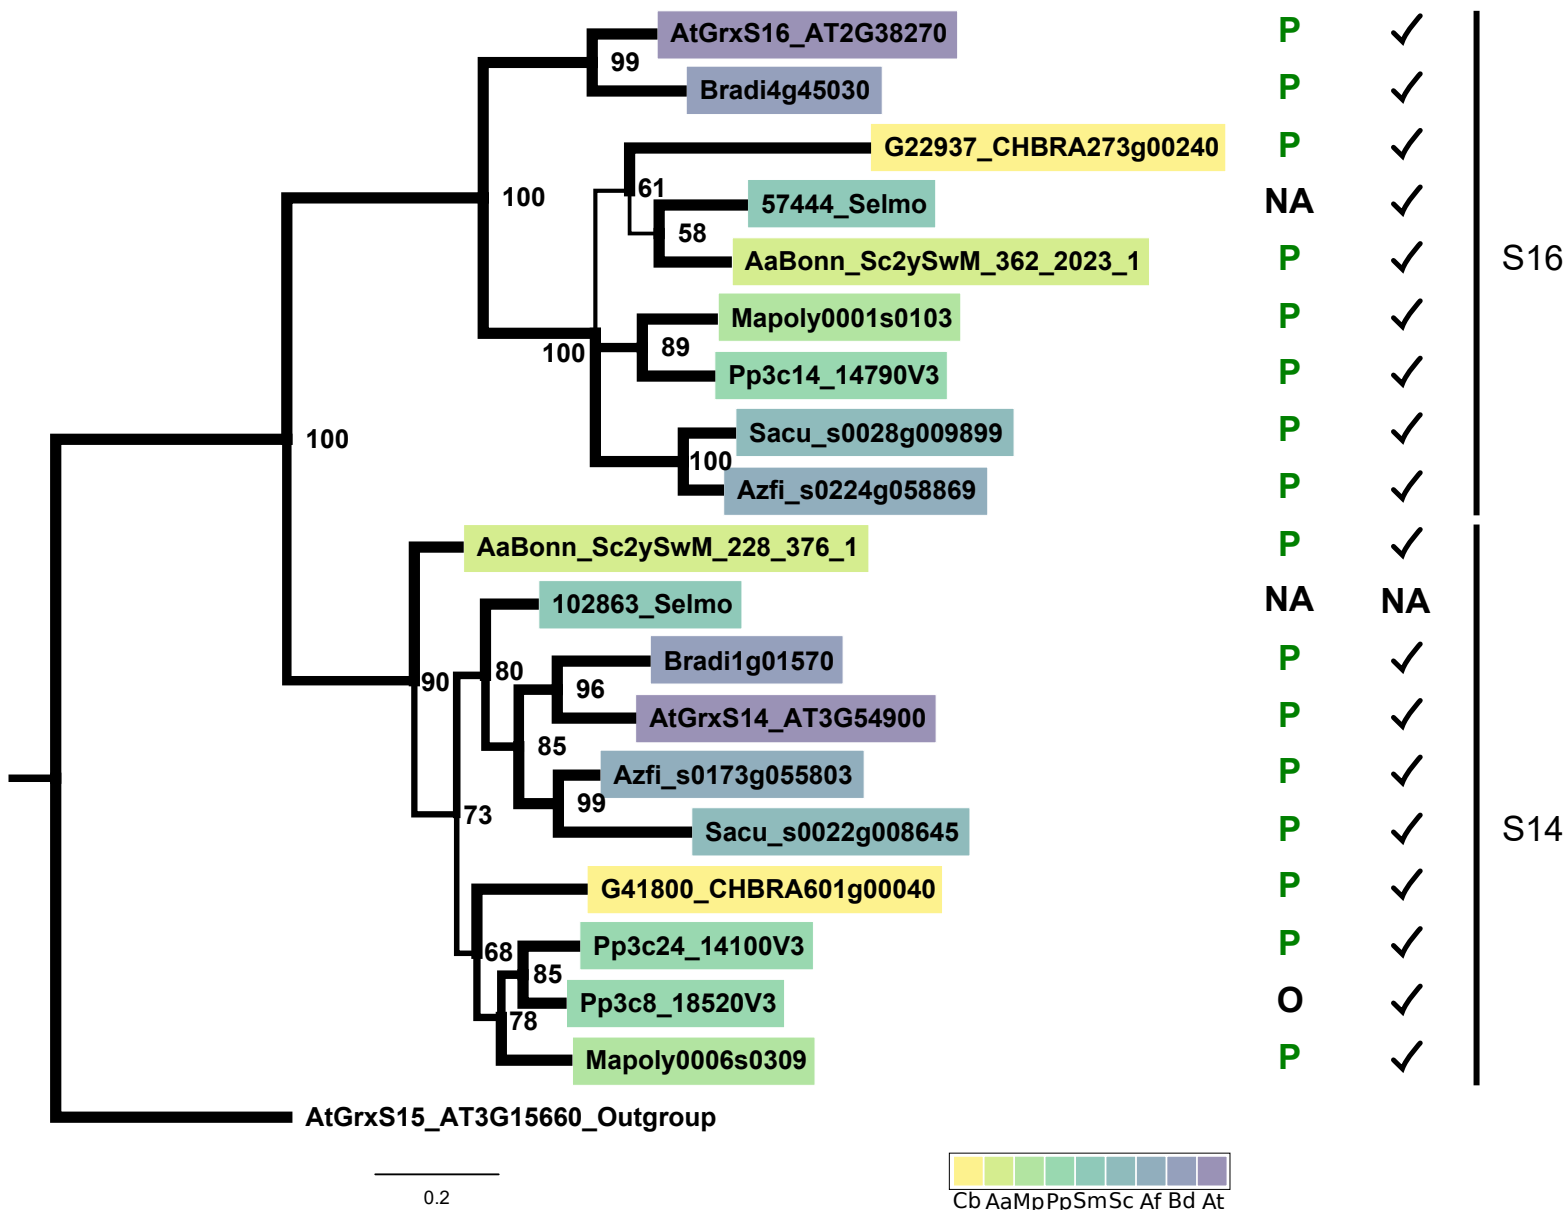 AtGrxS16_AT2G38270 P ✓
99
Bradi4g45030 P ✓
G22937_CHBRA273g00240 P ✓
61
100
57444_Selmo NA ✓
58
AaBonn_Sc2ySwM_362_2023_1 P ✓
S16
Mapoly0001s0103 P ✓
100
89
Pp3c14_14790V3 P ✓
Sacu_s0028g009899 P ✓
100
100
Azfi_s0224g058869 P ✓
AaBonn_Sc2ySwM_228_376_1 P ✓
102863_Selmo NA NA
Bradi1g01570 P ✓
90
80
96
AtGrxS14_AT3G54900 P ✓
85
Azfi_s0173g055803 P ✓
99
73
Sacu_s0022g008645 P ✓
S14
G41800_CHBRA601g00040 P ✓
Pp3c24_14100V3 P ✓
68
85
Pp3c8_18520V3 O ✓
78
Mapoly0006s0309 P ✓
AtGrxS15_AT3G15660_Outgroup
0.2
Cb Aa Mp Pp Sm Sc Af Bd At